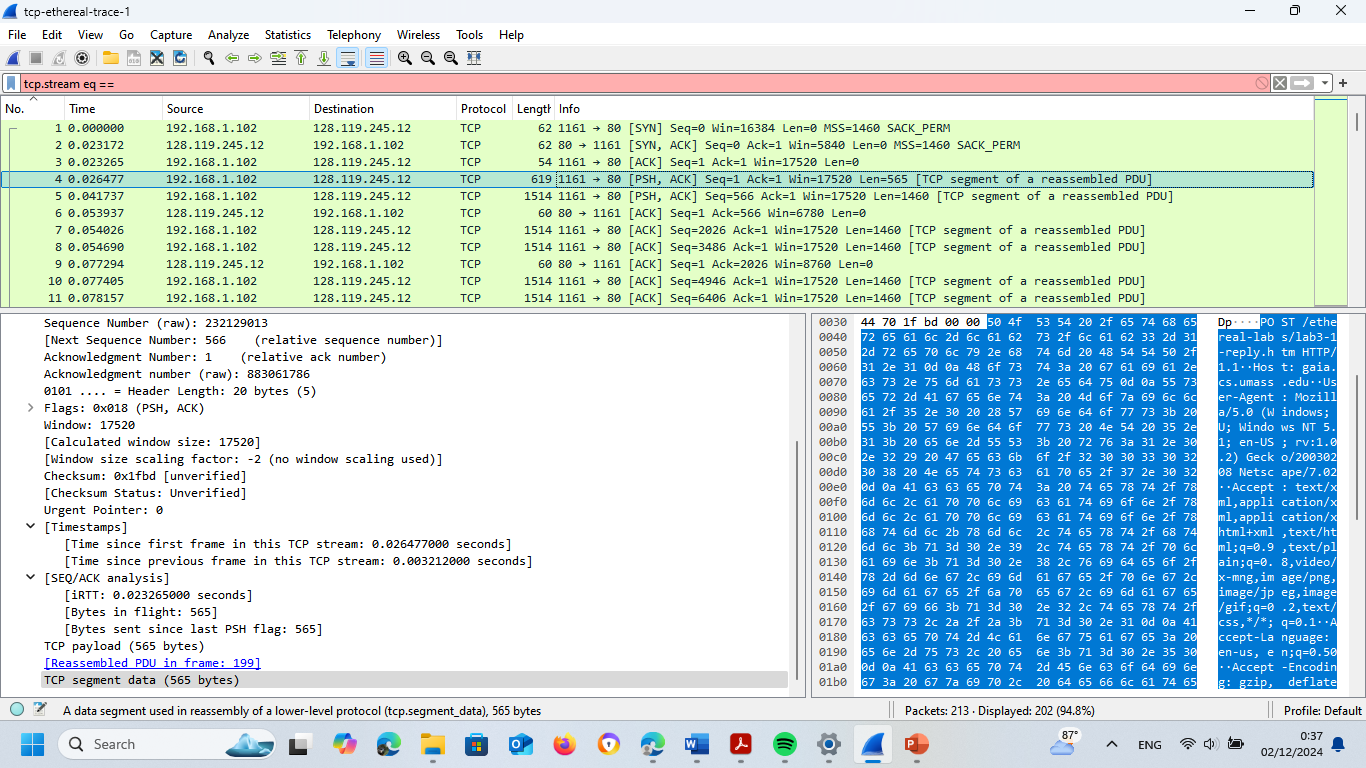 tcp-ethereal-trace-1
File Edit View Go Capture Analyze Statistics Telephony Wireless Tools Help
tcp.stream eq ==
No. Time Source Destination Protocol Length Info
1 0.000000 192.168.1.102 128.119.245.12 TCP 62 1161 → 80 [SYN] Seq=0 Win=16384 Len=0 MSS=1460 SACK_PERM
2 0.023172 128.119.245.12 192.168.1.102 TCP 62 80 → 1161 [SYN, ACK] Seq=0 Ack=1 Win=5840 Len=0 MSS=1460 SACK_PERM
3 0.023265 192.168.1.102 128.119.245.12 TCP 54 1161 → 80 [ACK] Seq=1 Ack=1 Win=17520 Len=0
4 0.026477 192.168.1.102 128.119.245.12 TCP 619 1161 → 80 [PSH, ACK] Seq=1 Ack=1 Win=17520 Len=565 [TCP segment of a reassembled PDU]
5 0.041737 192.168.1.102 128.119.245.12 TCP 1514 1161 → 80 [PSH, ACK] Seq=566 Ack=1 Win=17520 Len=1460 [TCP segment of a reassembled PDU]
6 0.053937 128.119.245.12 192.168.1.102 TCP 60 80 → 1161 [ACK] Seq=1 Ack=566 Win=6780 Len=0
7 0.054026 192.168.1.102 128.119.245.12 TCP 1514 1161 → 80 [ACK] Seq=2026 Ack=1 Win=17520 Len=1460 [TCP segment of a reassembled PDU]
8 0.054690 192.168.1.102 128.119.245.12 TCP 1514 1161 → 80 [ACK] Seq=3486 Ack=1 Win=17520 Len=1460 [TCP segment of a reassembled PDU]
9 0.077294 128.119.245.12 192.168.1.102 TCP 60 80 → 1161 [ACK] Seq=1 Ack=2026 Win=8760 Len=0
10 0.077405 192.168.1.102 128.119.245.12 TCP 1514 1161 → 80 [ACK] Seq=4946 Ack=1 Win=17520 Len=1460 [TCP segment of a reassembled PDU]
11 0.078157 192.168.1.102 128.119.245.12 TCP 1514 1161 → 80 [ACK] Seq=6406 Ack=1 Win=17520 Len=1460 [TCP segment of a reassembled PDU]
Sequence Number (raw): 232129013
[Next Sequence Number: 566 (relative sequence number)]
Acknowledgment Number: 1 (relative ack number)
Acknowledgment number (raw): 883061786
0101 .... = Header Length: 20 bytes (5)
Flags: 0x018 (PSH, ACK)
Window: 17520
[Calculated window size: 17520]
[Window size scaling factor: -2 (no window scaling used)]
Checksum: 0x1fbd [unverified]
[Checksum Status: Unverified]
Urgent Pointer: 0
[Timestamps]
[Time since first frame in this TCP stream: 0.026477000 seconds]
[Time since previous frame in this TCP stream: 0.003212000 seconds]
[SEQ/ACK analysis]
[iRTT: 0.023265000 seconds]
[Bytes in flight: 565]
[Bytes sent since last PSH flag: 565]
TCP payload (565 bytes)
[Reassembled PDU in frame: 199]
TCP segment data (565 bytes)
0030 44 70 1f bd 00 00 50 4f 53 54 20 2f 65 74 68 65 Dp····PO ST /ethe
0040 72 65 61 6c 2d 6c 61 62 73 2f 6c 61 62 33 2d 31 real-lab s/lab3-1
0050 2d 72 65 70 6c 79 2e 68 74 6d 20 48 54 54 50 2f -reply.h tm HTTP/
0060 31 2e 31 0d 0a 48 6f 73 74 3a 20 67 61 69 61 2e 1.1··Hos t: gaia.
0070 63 73 2e 75 6d 61 73 73 2e 65 64 75 0d 0a 55 73 cs.umass .edu··Us
0080 65 72 2d 41 67 65 6e 74 3a 20 4d 6f 7a 69 6c 6c er-Agent : Mozill
0090 61 2f 35 2e 30 20 28 57 69 6e 64 6f 77 73 3b 20 a/5.0 (W indows;
00a0 55 3b 20 57 69 6e 64 6f 77 73 20 4e 54 20 35 2e U; Windo ws NT 5.
00b0 31 3b 20 65 6e 2d 55 53 3b 20 72 76 3a 31 2e 30 1; en-US ; rv:1.0
00c0 2e 32 29 20 47 65 63 6b 6f 2f 32 30 30 33 30 32 .2) Geck o/200302
00d0 30 38 20 4e 65 74 73 63 61 70 65 2f 37 2e 30 32 08 Netsc ape/7.02
00e0 0d 0a 41 63 63 65 70 74 3a 20 74 65 78 74 2f 78 ··Accept : text/x
00f0 6d 6c 2c 61 70 70 6c 69 63 61 74 69 6f 6e 2f 78 ml,appli cation/x
0100 6d 6c 2c 61 70 70 6c 69 63 61 74 69 6f 6e 2f 78 ml,appli cation/x
0110 68 74 6d 6c 2b 78 6d 6c 2c 74 65 78 74 2f 68 74 html+xml ,text/ht
0120 6d 6c 3b 71 3d 30 2e 39 2c 74 65 78 74 2f 70 6c ml;q=0.9 ,text/pl
0130 61 69 6e 3b 71 3d 30 2e 38 2c 76 69 64 65 6f 2f ain;q=0. 8,video/
0140 78 2d 6d 6e 67 2c 69 6d 61 67 65 2f 70 6e 67 2c x-mng,im age/png,
0150 69 6d 61 67 65 2f 6a 70 65 67 2c 69 6d 61 67 65 image/jp eg,image
0160 2f 67 69 66 3b 71 3d 30 2e 32 2c 74 65 78 74 2f /gif;q=0 .2,text/
0170 63 73 73 2c 2a 2f 2a 3b 71 3d 30 2e 31 0d 0a 41 css,*/*; q=0.1··A
0180 63 63 65 70 74 2d 4c 61 6e 67 75 61 67 65 3a 20 ccept-La nguage:
0190 65 6e 2d 75 73 2c 20 65 6e 3b 71 3d 30 2e 35 30 en-us, e n;q=0.50
01a0 0d 0a 41 63 63 65 70 74 2d 45 6e 63 6f 64 69 6e ··Accept -Encodin
01b0 67 3a 20 67 7a 69 70 2c 20 64 65 66 6c 61 74 65 g: gzip, deflate
A data segment used in reassembly of a lower-level protocol (tcp.segment_data), 565 bytes
Packets: 213 · Displayed: 202 (94.8%)
Profile: Default
Search
87°
ENG
0:37
02/12/2024